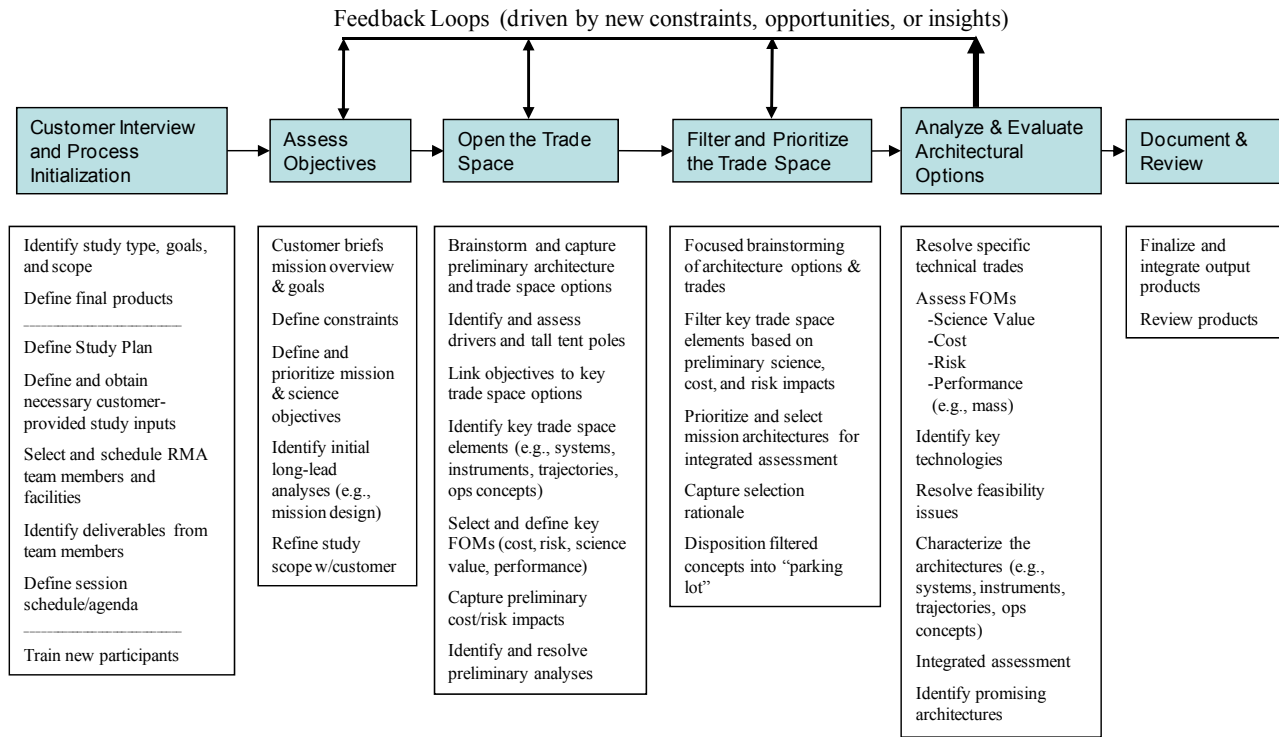 Feedback Loops (driven by new constraints, opportunities, or insights)
Customer Interview
and Process
Initialization
Assess
Objectives
Open the Trade
Space
Filter and Prioritize
the Trade Space
Analyze & Evaluate
Architectural
Options
Document &
Review
Identify study type, goals,
and scope
Define final products
Define Study Plan
Define and obtain
necessary customer-
provided study inputs
Select and schedule RMA
team members and
facilities
Identify deliverables from
team members
Define session
schedule/agenda
Train new participants
Customer briefs
mission overview
& goals
Define constraints
Define and
prioritize mission
& science
objectives
Identify initial
long-lead
analyses (e.g.,
mission design)
Refine study
scope w/customer
Brainstorm and capture
preliminary architecture
and trade space options
Identify and assess
drivers and tall tent poles
Link objectives to key
trade space options
Identify key trade space
elements (e.g., systems,
instruments, trajectories,
ops concepts)
Select and define key
FOMs (cost, risk, science
value, performance)
Capture preliminary
cost/risk impacts
Identify and resolve
preliminary analyses
Focused brainstorming
of architecture options &
trades
Filter key trade space
elements based on
preliminary science,
cost, and risk impacts
Prioritize and select
mission architectures for
integrated assessment
Capture selection
rationale
Disposition filtered
concepts into “parking
lot”
Resolve specific
technical trades
Assess FOMs
-Science Value
-Cost
-Risk
-Performance
(e.g., mass)
Identify key
technologies
Resolve feasibility
issues
Characterize the
architectures (e.g.,
systems, instruments,
trajectories, ops
concepts)
Integrated assessment
Identify promising
architectures
Finalize and
integrate output
products
Review products